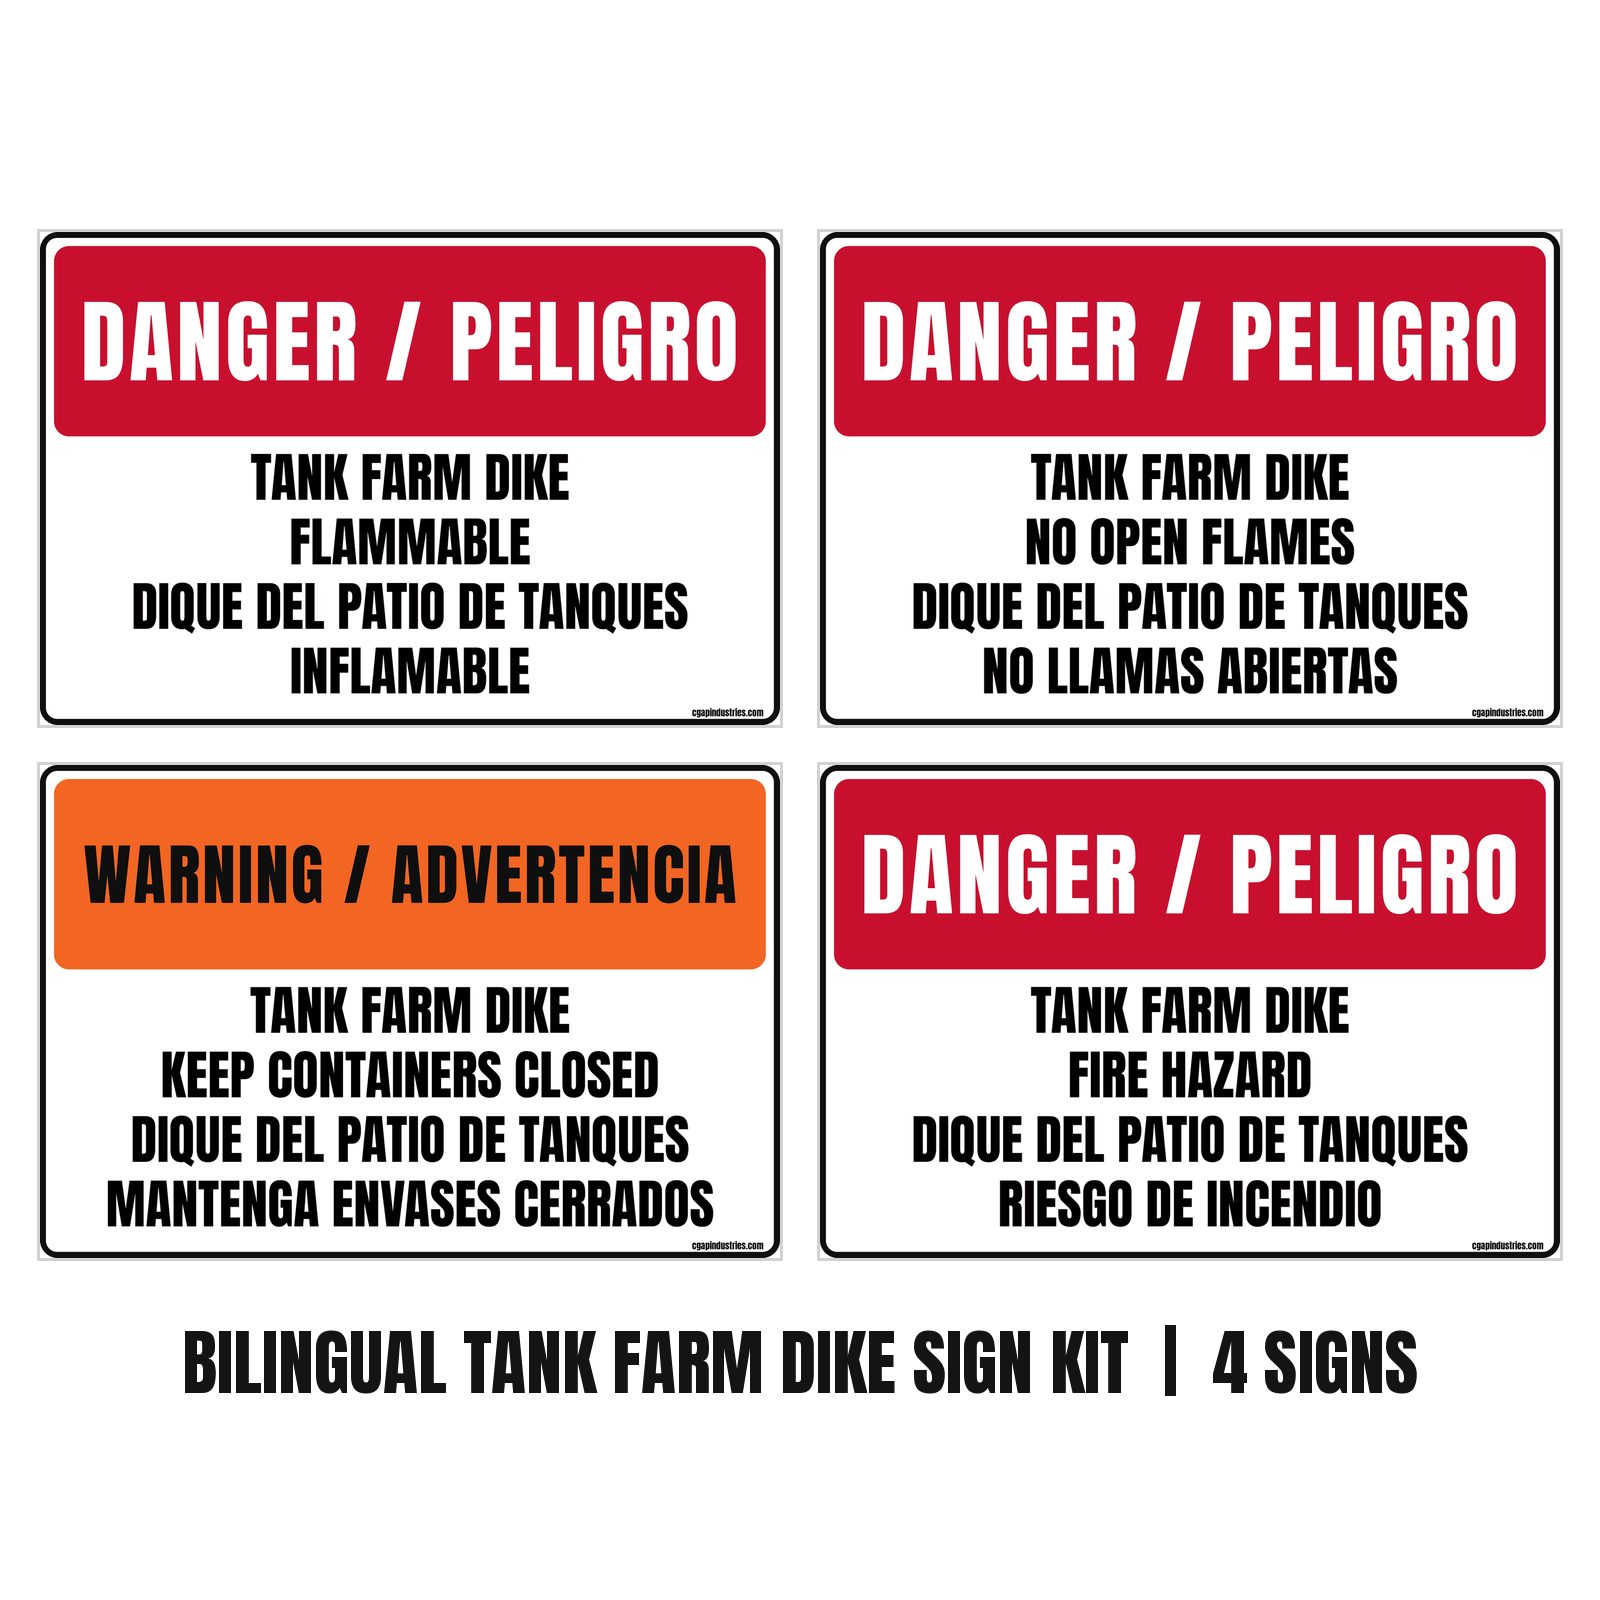 DANGER / PELIGRO
TANK FARM DIKE
FLAMMABLE
DIQUE DEL PATIO DE TANQUES
INFLAMABLE
cgapindustries.com
DANGER / PELIGRO
TANK FARM DIKE
NO OPEN FLAMES
DIQUE DEL PATIO DE TANQUES
NO LLAMAS ABIERTAS
cgapindustries.com
WARNING / ADVERTENCIA
TANK FARM DIKE
KEEP CONTAINERS CLOSED
DIQUE DEL PATIO DE TANQUES
MANTENGA ENVASES CERRADOS
cgapindustries.com
DANGER / PELIGRO
TANK FARM DIKE
FIRE HAZARD
DIQUE DEL PATIO DE TANQUES
RIESGO DE INCENDIO
cgapindustries.com
BILINGUAL TANK FARM DIKE SIGN KIT | 4 SIGNS